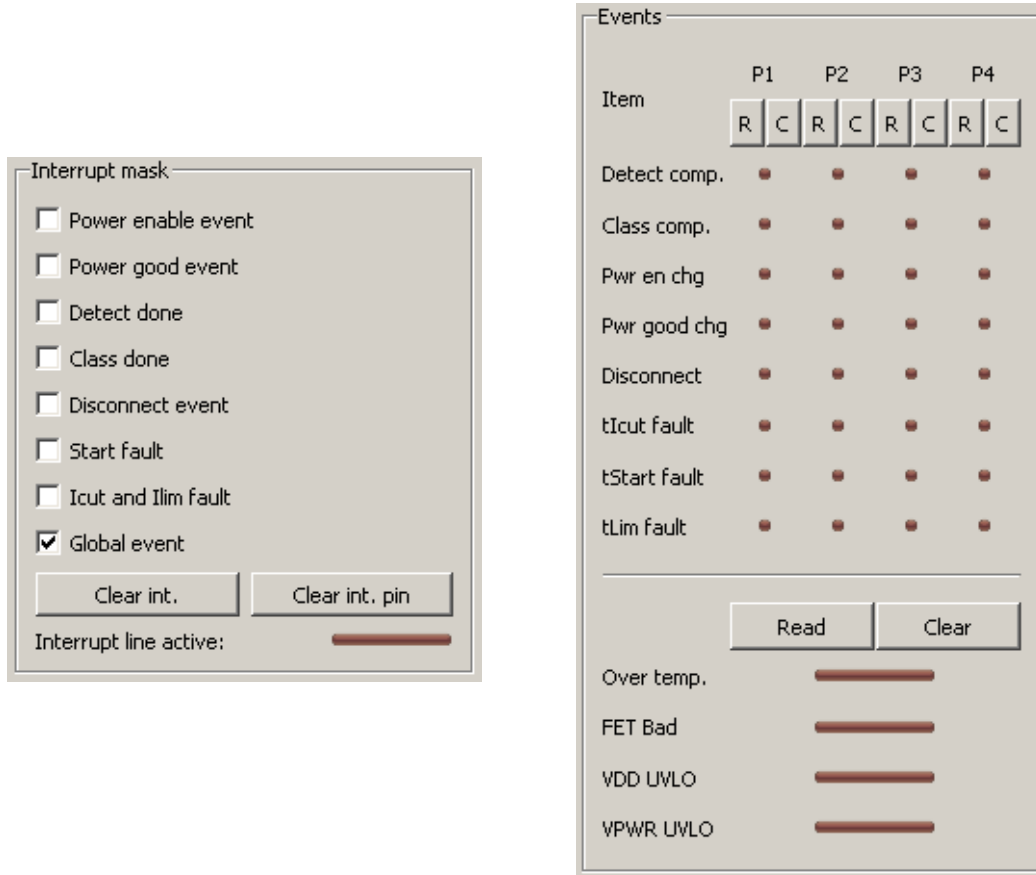 Interrupt mask
Power enable event
Power good event
Detect done
Class done
Disconnect event
Start fault
Icut and Ilim fault
Global event
Clear int. Clear int. pin
Interrupt line active:
Events
P1 P2 P3 P4
Item
R C R C R C R C
Detect comp.
Class comp.
Pwr en chg
Pwr good chg
Disconnect
tIcut fault
tStart fault
tLim fault
Read Clear
Over temp.
FET Bad
VDD UVLO
VPWR UVLO